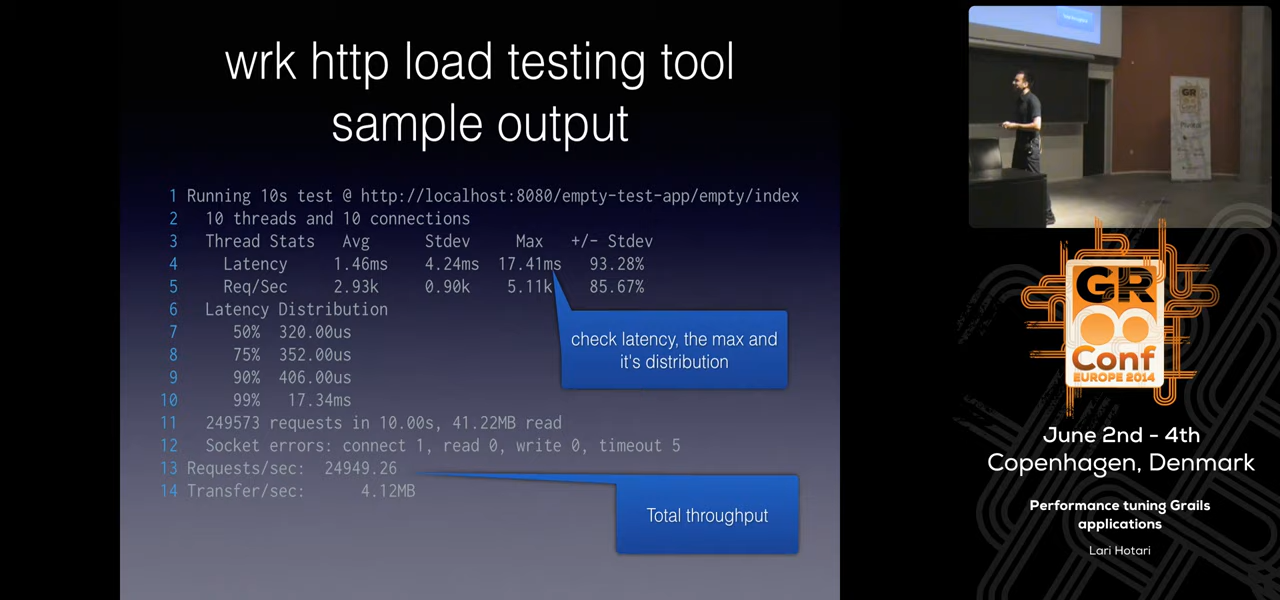 wrk http load testing tool
sample output
1 Running 10s test @ http://localhost:8080/empty-test-app/empty/index
2 10 threads and 10 connections
3 Thread Stats Avg Stdev Max +/- Stdev
4 Latency 1.46ms 4.24ms 17.41ms 93.28%
5 Req/Sec 2.93k 0.90k 5.11k 85.67%
6 Latency Distribution
7 50% 320.00us
8 75% 352.00us
9 90% 406.00us
10 99% 17.34ms
11 249573 requests in 10.00s, 41.22MB read
12 Socket errors: connect 1, read 0, write 0, timeout 5
13 Requests/sec: 24949.26
14 Transfer/sec: 4.12MB
check latency, the max and
it's distribution
Total throughput
GR
Conf
EUROPE 2014
June 2nd - 4th
Copenhagen, Denmark
Performance tuning Grails
applications
Lari Hotari
GR